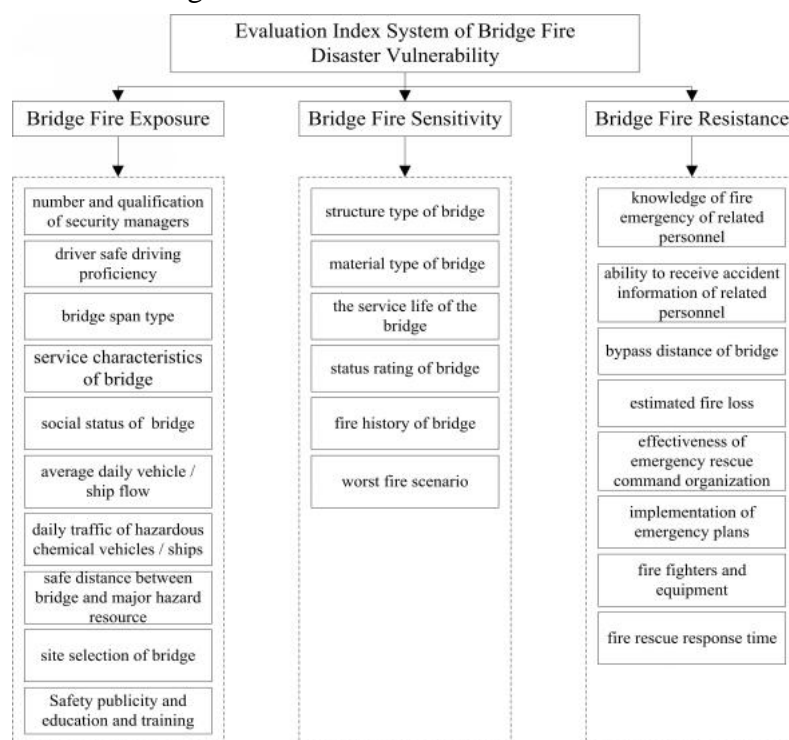 Evaluation Index System of Bridge Fire
Disaster Vulnerability
Bridge Fire Exposure
number and qualification
of security managers
driver safe driving
proficiency
bridge span type
service characteristics
of bridge
social status of bridge
average daily vehicle /
ship flow
daily traffic of hazardous
chemical vehicles / ships
safe distance between
bridge and major hazard
resource
site selection of bridge
Safety publicity and
education and training
Bridge Fire Sensitivity
structure type of bridge
material type of bridge
the service life of the
bridge
status rating of bridge
fire history of bridge
worst fire scenario
Bridge Fire Resistance
knowledge of fire
emergency of related
personnel
ability to receive accident
information of related
personnel
bypass distance of bridge
estimated fire loss
effectiveness of
emergency rescue
command organization
implementation of
emergency plans
fire fighters and
equipment
fire rescue response time